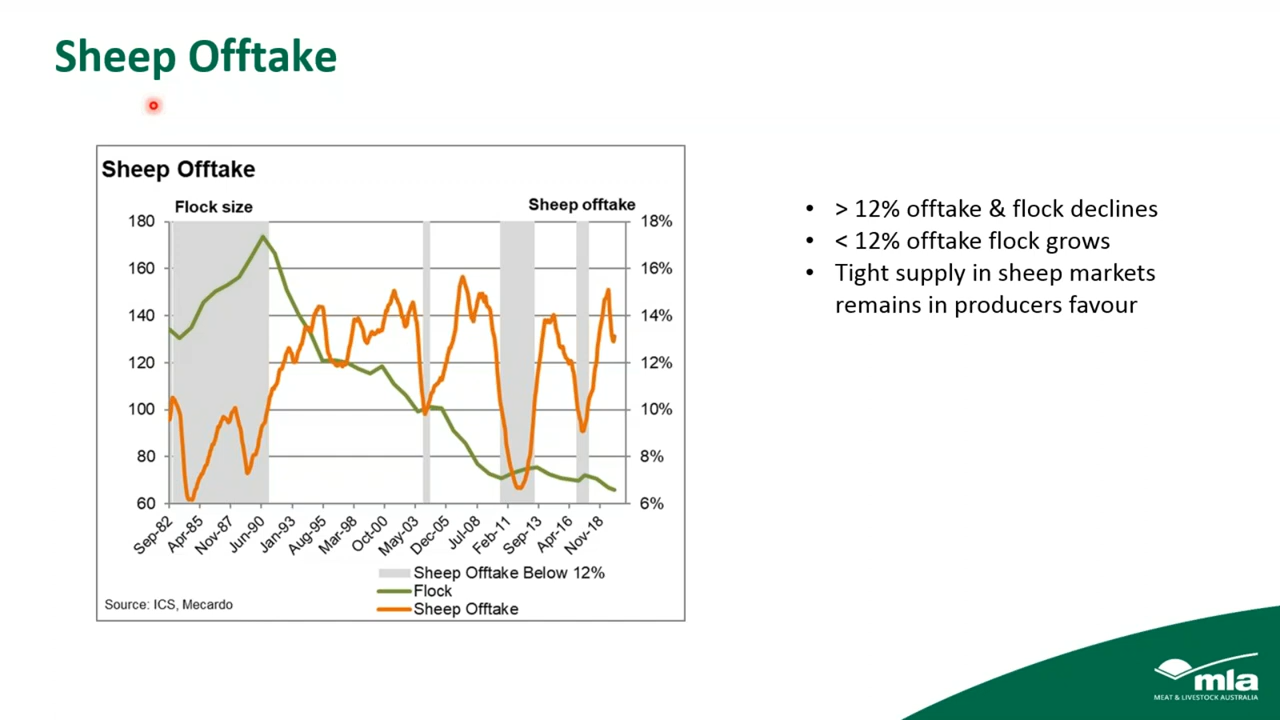 Sheep Offtake
Sheep Offtake
Flock size
Sheep offtake
180
160
140
120
100
80
60
18%
16%
14%
12%
10%
8%
6%
Sep-82
Apr-85
Nov-87
Jun-90
Jan-93
Aug-95
Mar-98
Oct-00
May-03
Dec-05
Jul-08
Feb-11
Sep-13
Apr-16
Nov-18
Sheep Offtake Below 12%
Flock
Sheep Offtake
Source: ICS, Mecardo
• > 12% offtake & flock declines
• < 12% offtake flock grows
• Tight supply in sheep markets
remains in producers favour
mla
MEAT & LIVESTOCK AUSTRALIA